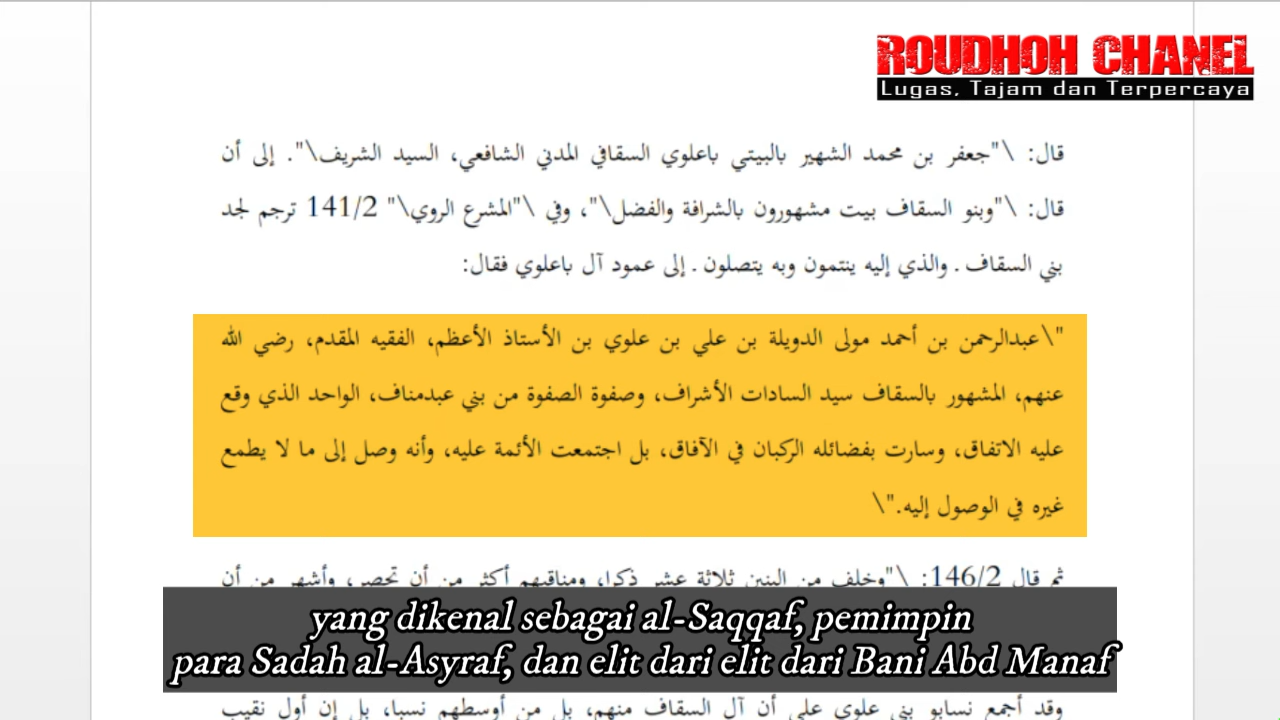 ROUDHOH CHANEL
Lugas, Tajam dan Terpercaya
قال: \"جعفر بن محمد الشهير بالبيتي باعلوي السقافي المدني الشافعي، السيد الشريف\". إلى أن
قال: \"وبنو السقاف بيت مشهورون بالشرافة والفضل\"، وفي \"المشرع الروي\" 141/2 ترجم لجد
بني السقاف ـ والذي إليه ينتمون وبه يتصلون ـ إلى عمود آل باعلوي فقال:
"\عبدالرحمن بن أحمد مولى الدويلة بن علي بن علوي بن الأستاذ الأعظم، الفقيه المقدم، رضي الله
عنهم، المشهور بالسقاف سيد السادات الأشراف، وصفوة الصفوة من بني عبدمناف، الواحد الذي وقع
عليه الاتفاق، وسارت بفضائله الركبان في الآفاق، بل اجتمعت الأئمة عليه، وأنه وصل إلى ما لا يطمع
غيره في الوصول إليه."\
ثم قال 146/2: \"وخلف من البنين ثلاثة عشر ذكرا، ومناقبهم أكثر من أن تحصر، وأشهر من أن
yang dikenal sebagai al-Saqqaf, pemimpin
para Sadah al-Asyraf, dan elit dari elit dari Bani Abd Manaf
وقد أجمع نسابو بني علوي على أن آل السقاف منهم، بل من أوسطهم نسبا، بل إن أول نقيب